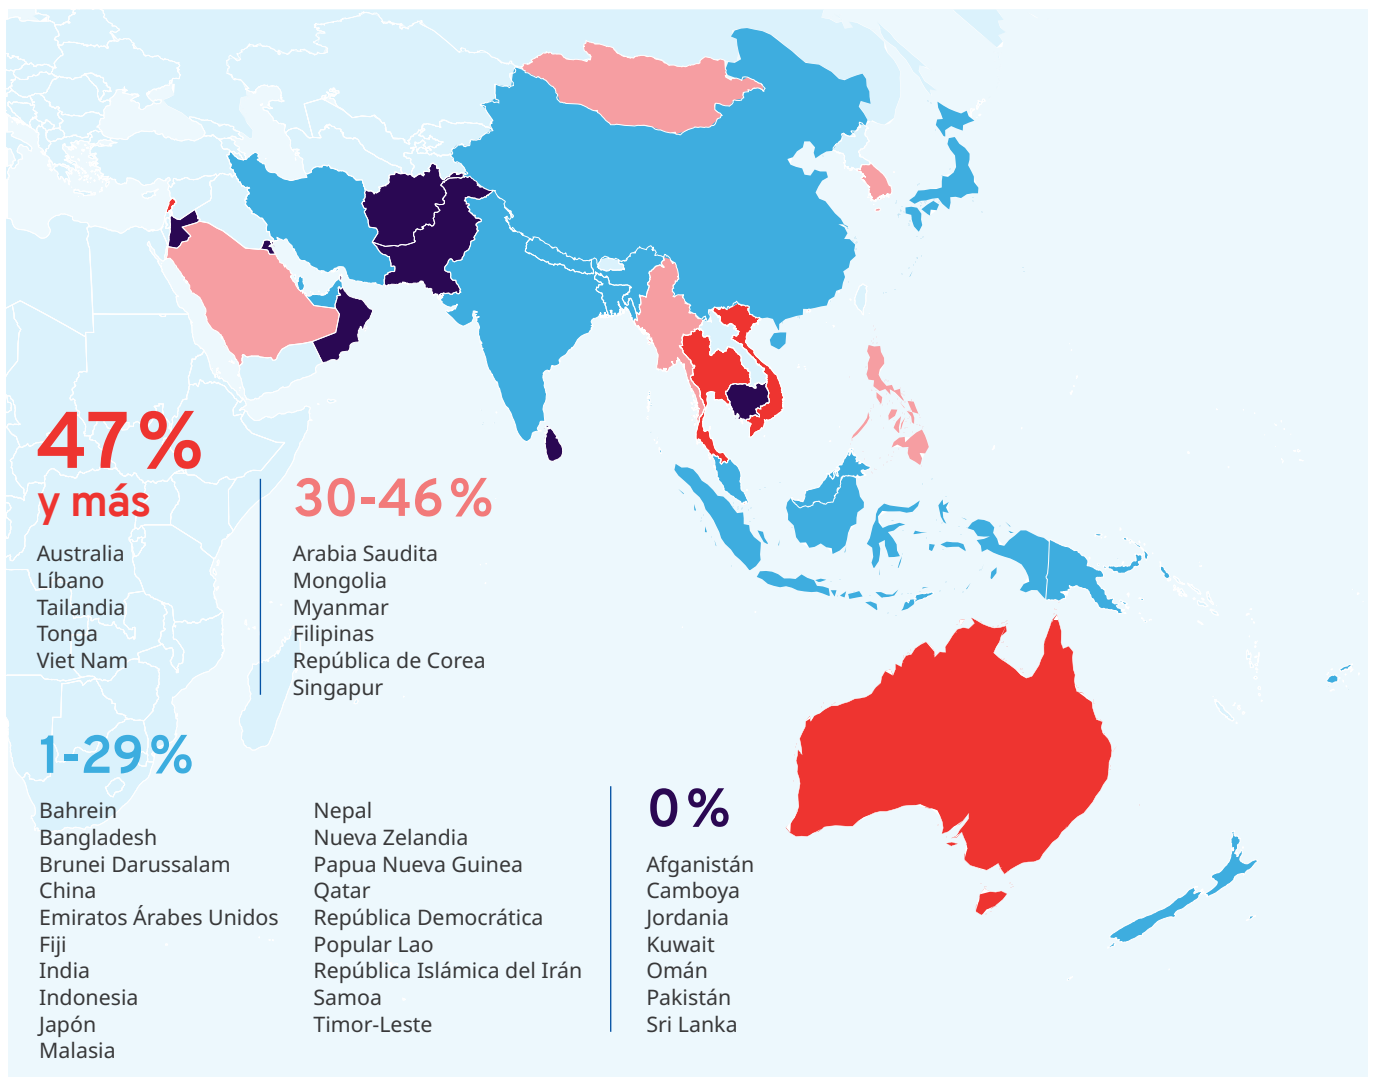 47%
y más
Australia
Líbano
Tailandia
Tonga
Viet Nam
30-46%
Arabia Saudita
Mongolia
Myanmar
Filipinas
República de Corea
Singapur
1-29%
Bahrein
Bangladesh
Brunei Darussalam
China
Emiratos Árabes Unidos
Fiji
India
Indonesia
Japón
Malasia
Nepal
Nueva Zelandia
Papua Nueva Guinea
Qatar
República Democrática
Popular Lao
República Islámica del Irán
Samoa
Timor-Leste
0%
Afganistán
Camboya
Jordania
Kuwait
Omán
Pakistán
Sri Lanka